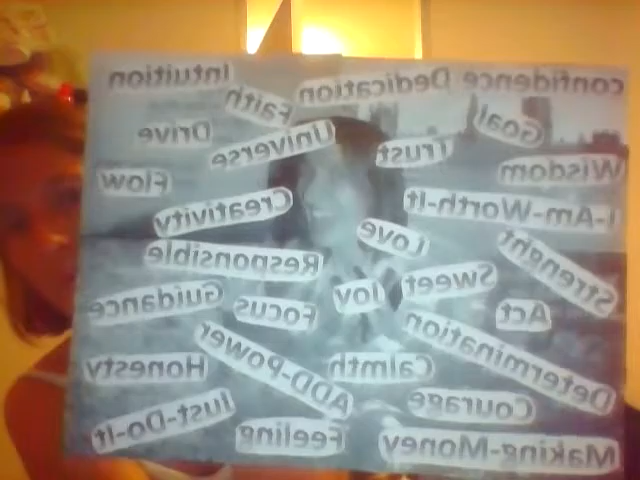 confidence
Dedication
Intuition
Goal
Faith
Drive
Universe
Trust
Wisdom
Flow
I-Am-Worth-It
Creativity
Love
Strenght
Responsible
Sweet
Guidance
Focus
Joy
Act
Determination
Honesty
ADD-Power
Calmth
Courage
Just-Do-It
Feeling
Making-Money